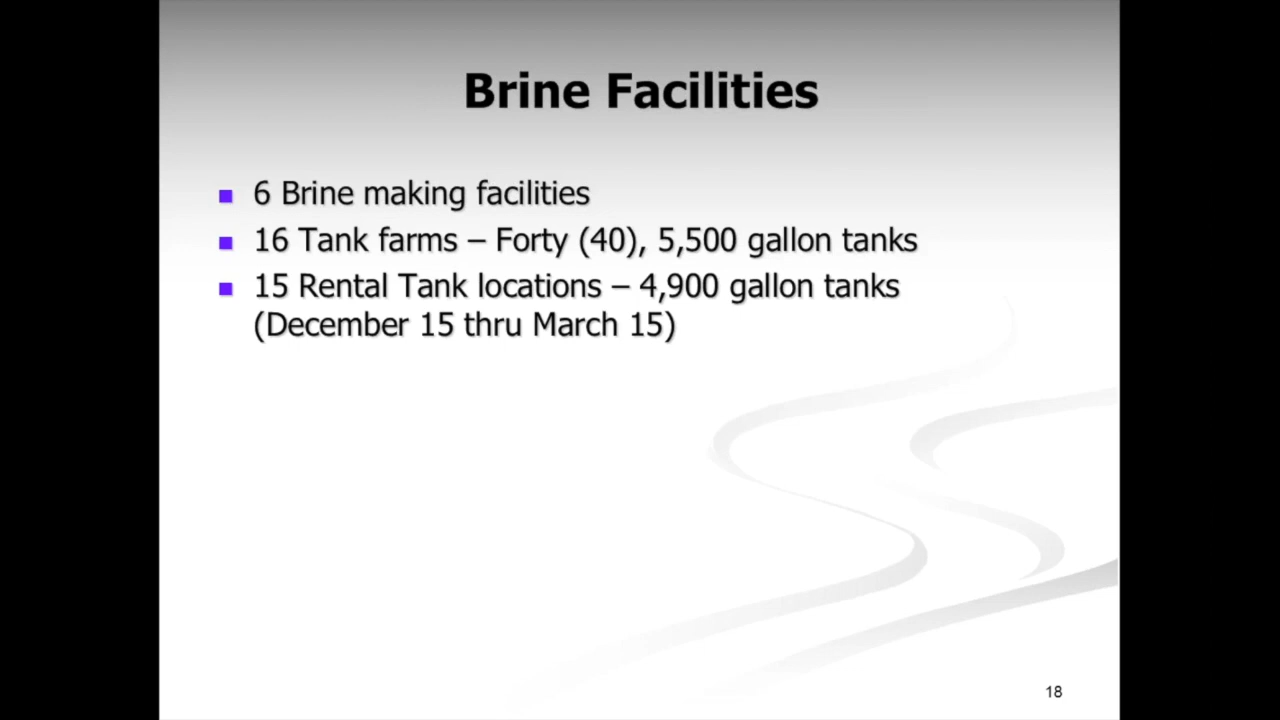 Brine Facilities
6 Brine making facilities
16 Tank farms – Forty (40), 5,500 gallon tanks
15 Rental Tank locations – 4,900 gallon tanks
(December 15 thru March 15)
18